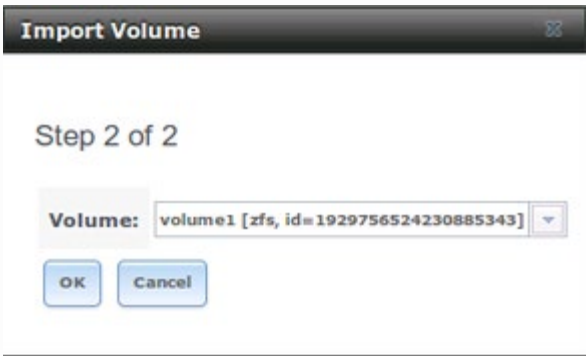 Import Volume
Step 2 of 2
Volume: volume1 [zfs, id=1929756524230885343]
OK Cancel